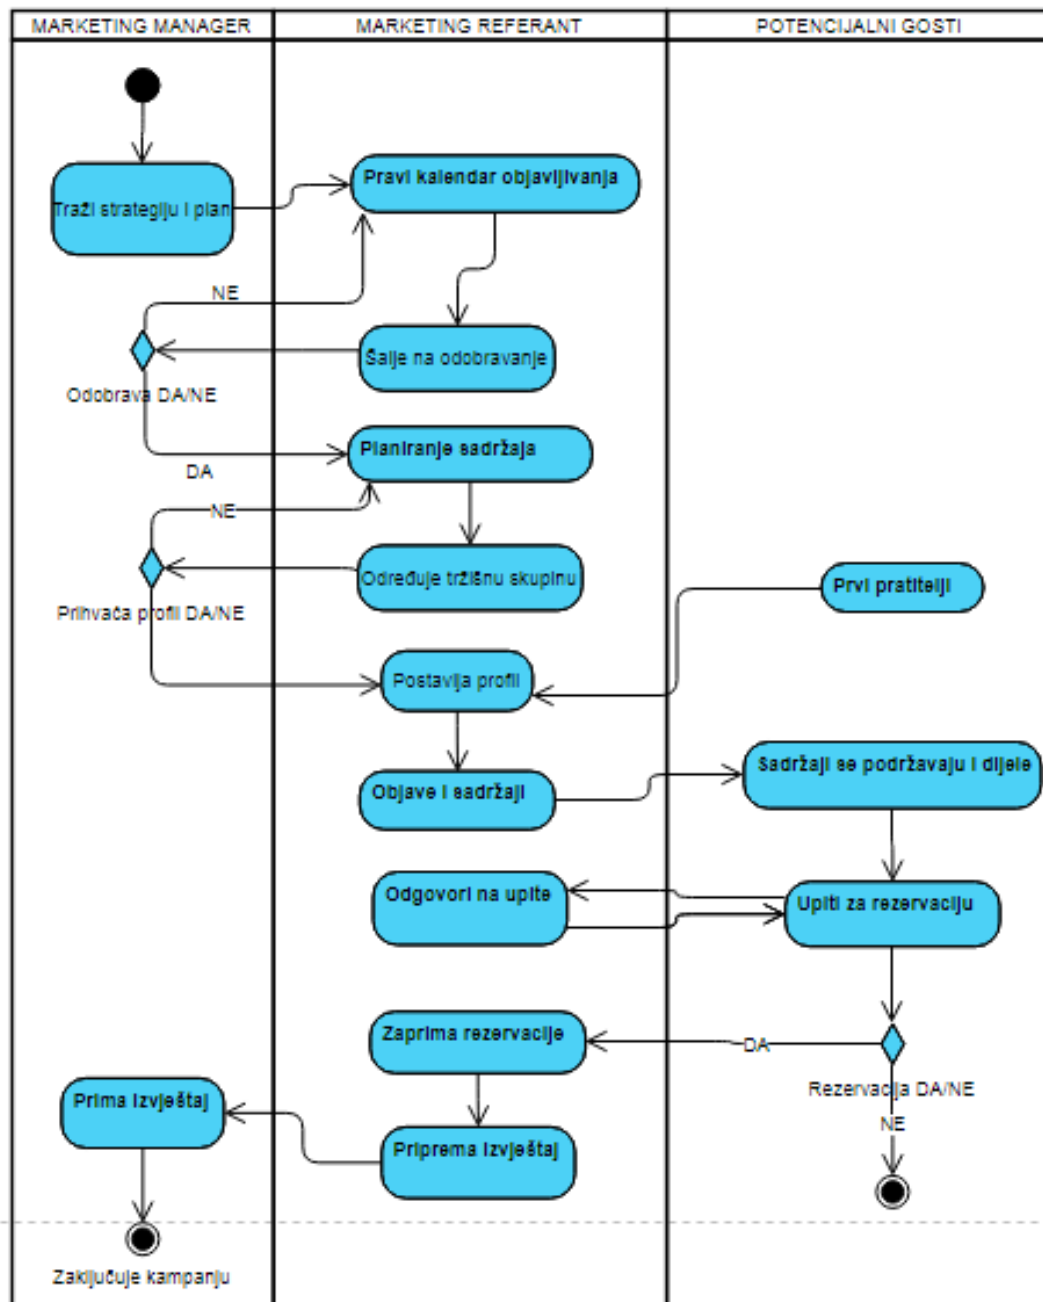 MARKETING MANAGER
MARKETING REFERANT
POTENCIJALNI GOSTI
Traži strategiju i plan
Pravi kalendar objavljivanja
NE
Šalje na odobravanje
Odobrava DA/NE
DA
Planiranje sadržaja
NE
Određuje tržišnu skupinu
Prvi pratitelji
Prihvaća profil DA/NE
Postavlja profil
Objave i sadržaji
Sadržaji se podržavaju i dijele
Odgovori na upite
Upiti za rezervaciju
Zaprima rezervacije
DA
Rezervacija DA/NE
NE
Prima izvještaj
Priprema izvještaj
Zaključuje kampanju